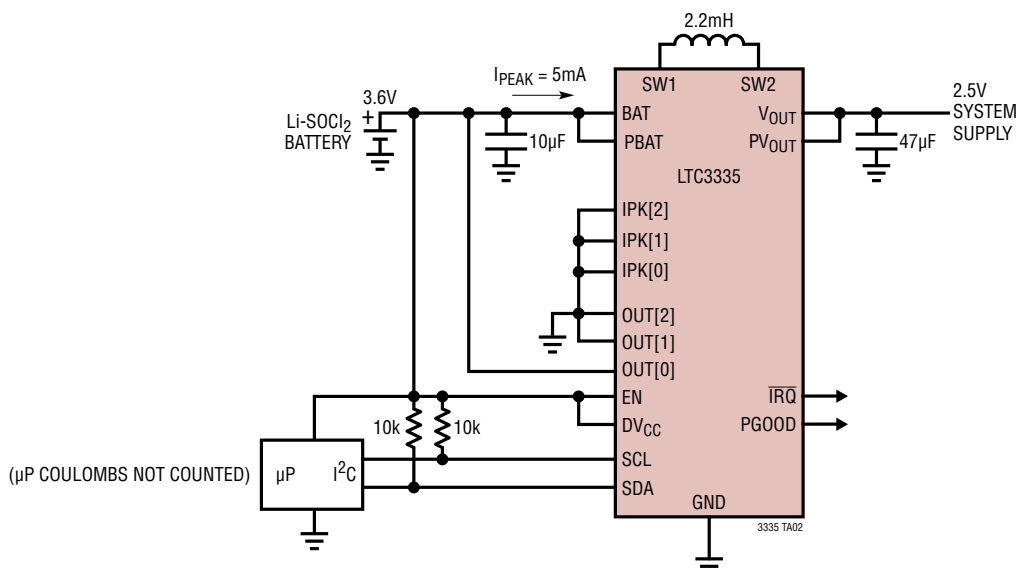 2.2mH
SW1
SW2
I_PEAK = 5mA
3.6V
+
Li-SOCl₂
BATTERY
10µF
BAT
PBAT
V_OUT
PV_OUT
2.5V
SYSTEM
SUPPLY
47µF
LTC3335
IPK[2]
IPK[1]
IPK[0]
OUT[2]
OUT[1]
OUT[0]
EN
DV_CC
IRQ
PGOOD
10k
10k
(µP COULOMBS NOT COUNTED)
µP
I²C
SCL
SDA
GND
3335 TA02